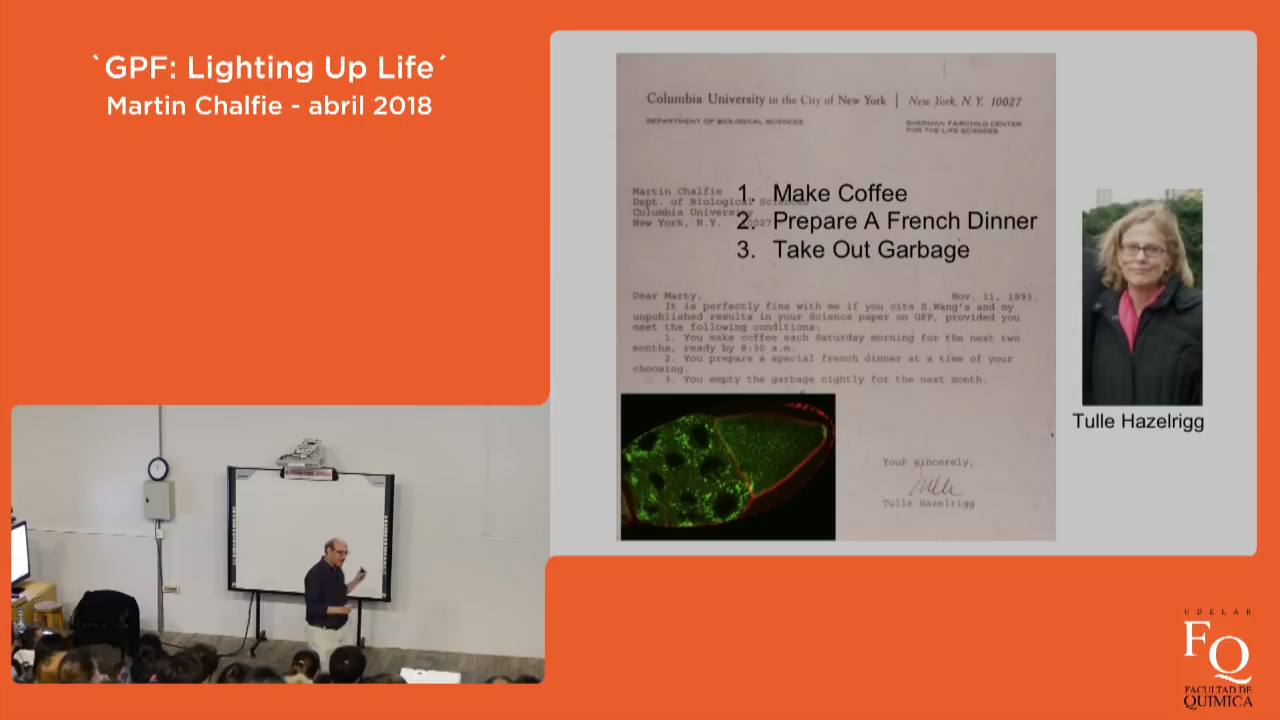 `GPF: Lighting Up Life´
Martin Chalfie - abril 2018
Columbia University in the City of New York | New York, N.Y. 10027
DEPARTMENT OF BIOLOGICAL SCIENCES
SHERMAN FAIRCHILD CENTER
FOR THE LIFE SCIENCES
Martin Chalfie
Dept. of Biological Sciences
Columbia University
New York, N.Y. 10027
1. Make Coffee
2. Prepare A French Dinner
3. Take Out Garbage
Dear Marty,
Nov. 11, 1993.
It is perfectly fine with me if you cite S.Wang's and my
unpublished results in your Science paper on GFP, provided you
meet the following conditions:
1. You make coffee each Saturday morning for the next two
months, ready by 8:30 a.m.
2. You prepare a special french dinner at a time of your
choosing.
3. You empty the garbage nightly for the next month.
Your sincerely,
Tulle
Tulle Hazelrigg
Tulle Hazelrigg
UDELAR
FQ
FACULTAD DE
QUIMICA